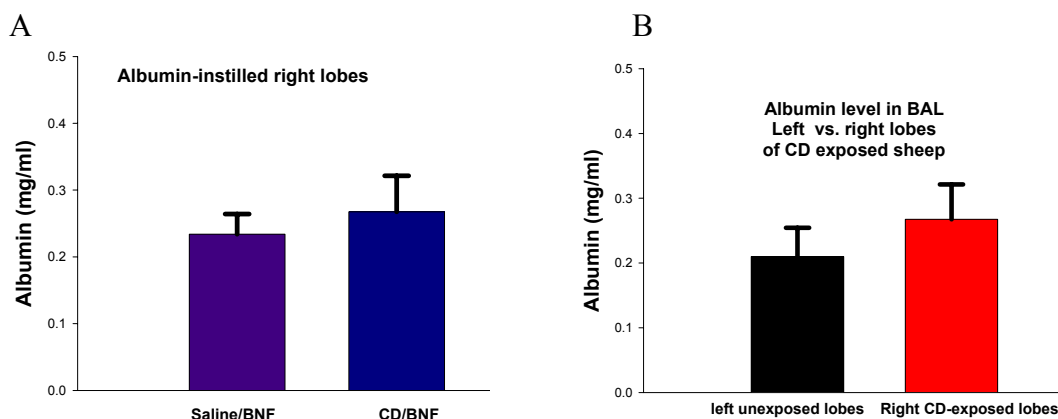 A
Albumin-instilled right lobes
Albumin (mg/ml)
0.5
0.4
0.3
0.2
0.1
0.0
Saline/BNF CD/BNF
B
Albumin level in BAL
Left vs. right lobes
of CD exposed sheep
Albumin (mg/ml)
0.5
0.4
0.3
0.2
0.1
0.0
left unexposed lobes Right CD-exposed lobes